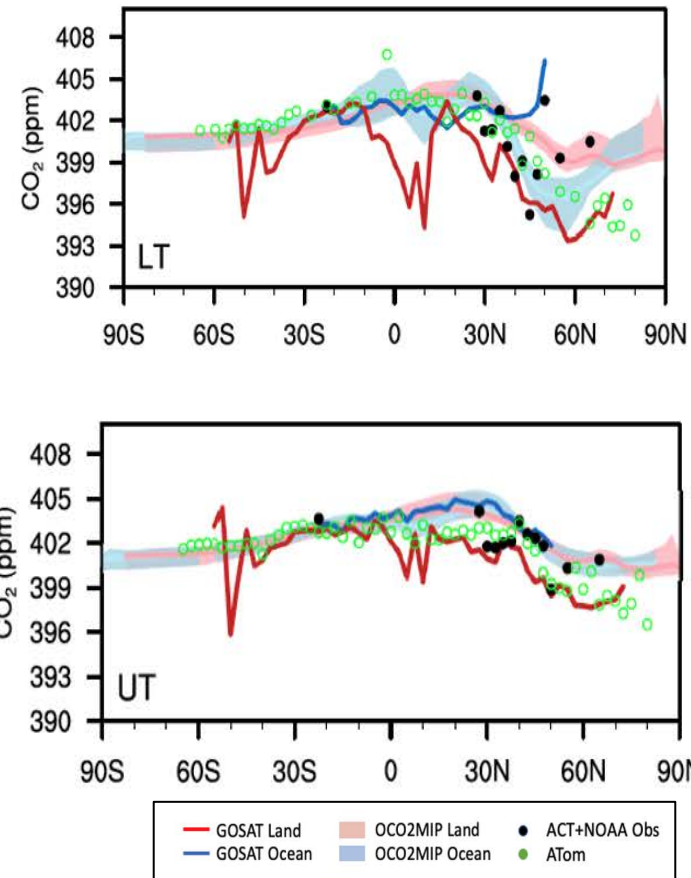 408
405
402
399
396
393
390
CO₂ (ppm)
LT
90S 60S 30S 0 30N 60N 90N
408
405
402
399
396
393
390
CO₂ (ppm)
UT
90S 60S 30S 0 30N 60N 90N
GOSAT Land OCO2MIP Land ACT+NOAA Obs
GOSAT Ocean OCO2MIP Ocean ATom